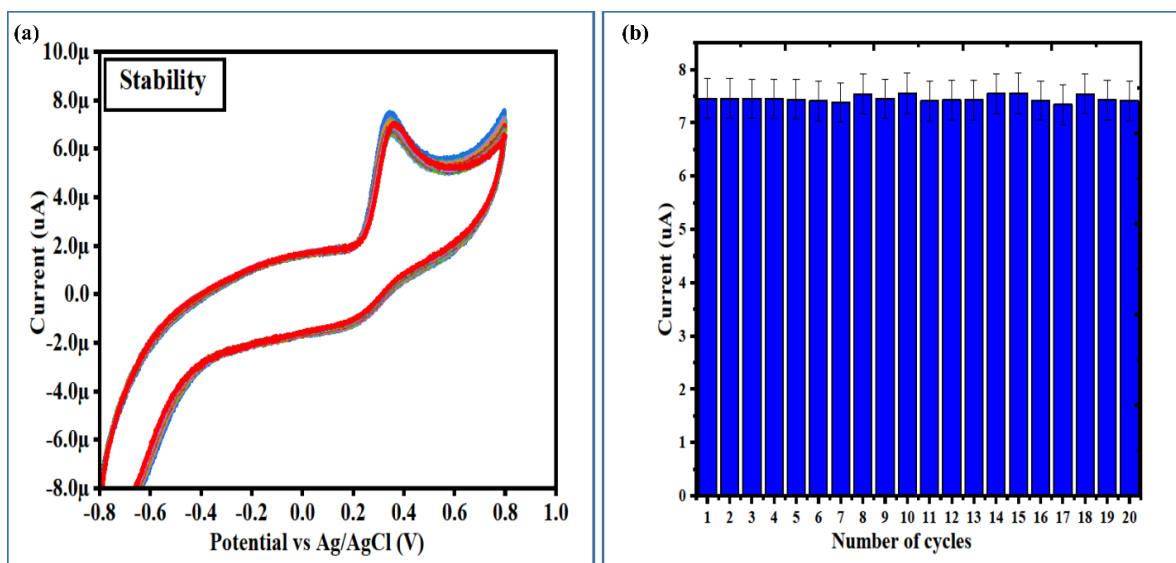 (a)
Stability
Current (uA)
10.0µ
8.0µ
6.0µ
4.0µ
2.0µ
0.0
-2.0µ
-4.0µ
-6.0µ
-8.0µ
-0.8 -0.6 -0.4 -0.2 0.0 0.2 0.4 0.6 0.8 1.0
Potential vs Ag/AgCl (V)
(b)
Current (uA)
8
7
6
5
4
3
2
1
0
1 2 3 4 5 6 7 8 9 10 11 12 13 14 15 16 17 18 19 20
Number of cycles